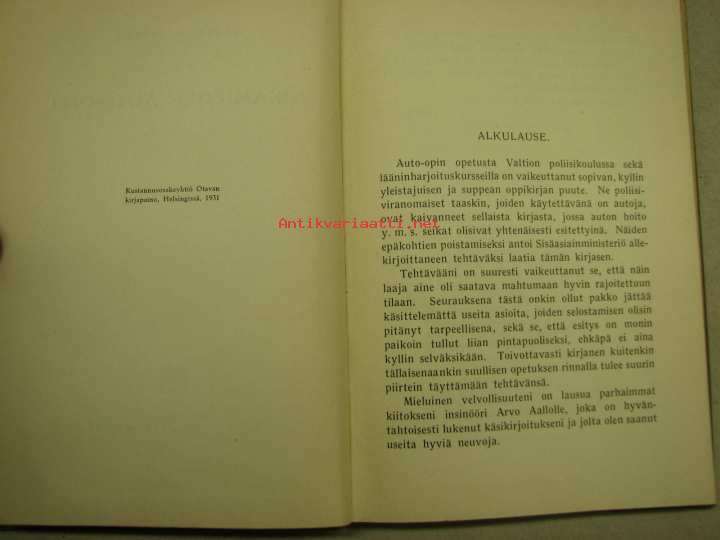 Kustannusosakeyhtiö Otavan
kirjapaino, Helsingissä, 1931
ALKULAUSE.
Auto-opin opetusta Valtion poliisikoulussa sekä
lääninharjoituskursseilla on vaikeuttanut sopivan, kyllin
yleistajuisen ja suppean oppikirjan puute. Ne poliisi-
viranomaiset taaskin, joiden käytettävänä on autoja,
ovat kaivanneet sellaista kirjasta, jossa auton hoito
y. m. s. seikat olisivat yhtenäisesti esitettyinä. Näiden
epäkohtien poistamiseksi antoi Sisäasiainministeriö alle-
kirjoittaneen tehtäväksi laatia tämän kirjasen.
Tehtävääni on suuresti vaikeuttanut se, että näin
laaja aine oli saatava mahtumaan hyvin rajoitettuun
tilaan. Seurauksena tästä onkin ollut pakko jättää
käsittelemättä useita asioita, joiden selostamisen olisin
pitänyt tarpeellisena, sekä se, että esitys on monin
paikoin tullut liian pintapuoliseksi, ehkäpä ei aina
kyllin selväksikään. Toivottavasti kirjanen kuitenkin
tällaisenaankin suullisen opetuksen rinnalla tulee suurin
piirtein täyttämään tehtävänsä.
Mieluinen velvollisuuteni on lausua parhaimmat
kiitokseni insinööri Arvo Aallolle, joka on hyvän-
tahtoisesti lukenut käsikirjoitukseni ja jolta olen saanut
useita hyviä neuvoja.
Antikvariaatti.net